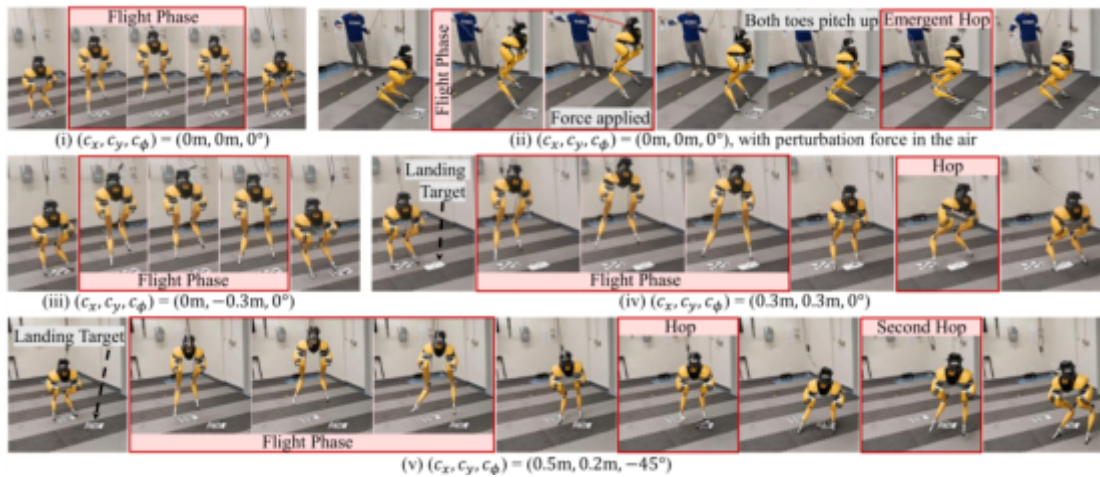 Flight Phase
(i) (c_x, c_y, c_ϕ) = (0m, 0m, 0°)
Flight Phase
Force applied
Both toes pitch up
Emergent Hop
(ii) (c_x, c_y, c_ϕ) = (0m, 0m, 0°), with perturbation force in the air
Flight Phase
(iii) (c_x, c_y, c_ϕ) = (0m, −0.3m, 0°)
Landing
Target
Flight Phase
Hop
(iv) (c_x, c_y, c_ϕ) = (0.3m, 0.3m, 0°)
Landing Target
Flight Phase
Hop
Second Hop
(v) (c_x, c_y, c_ϕ) = (0.5m, 0.2m, −45°)